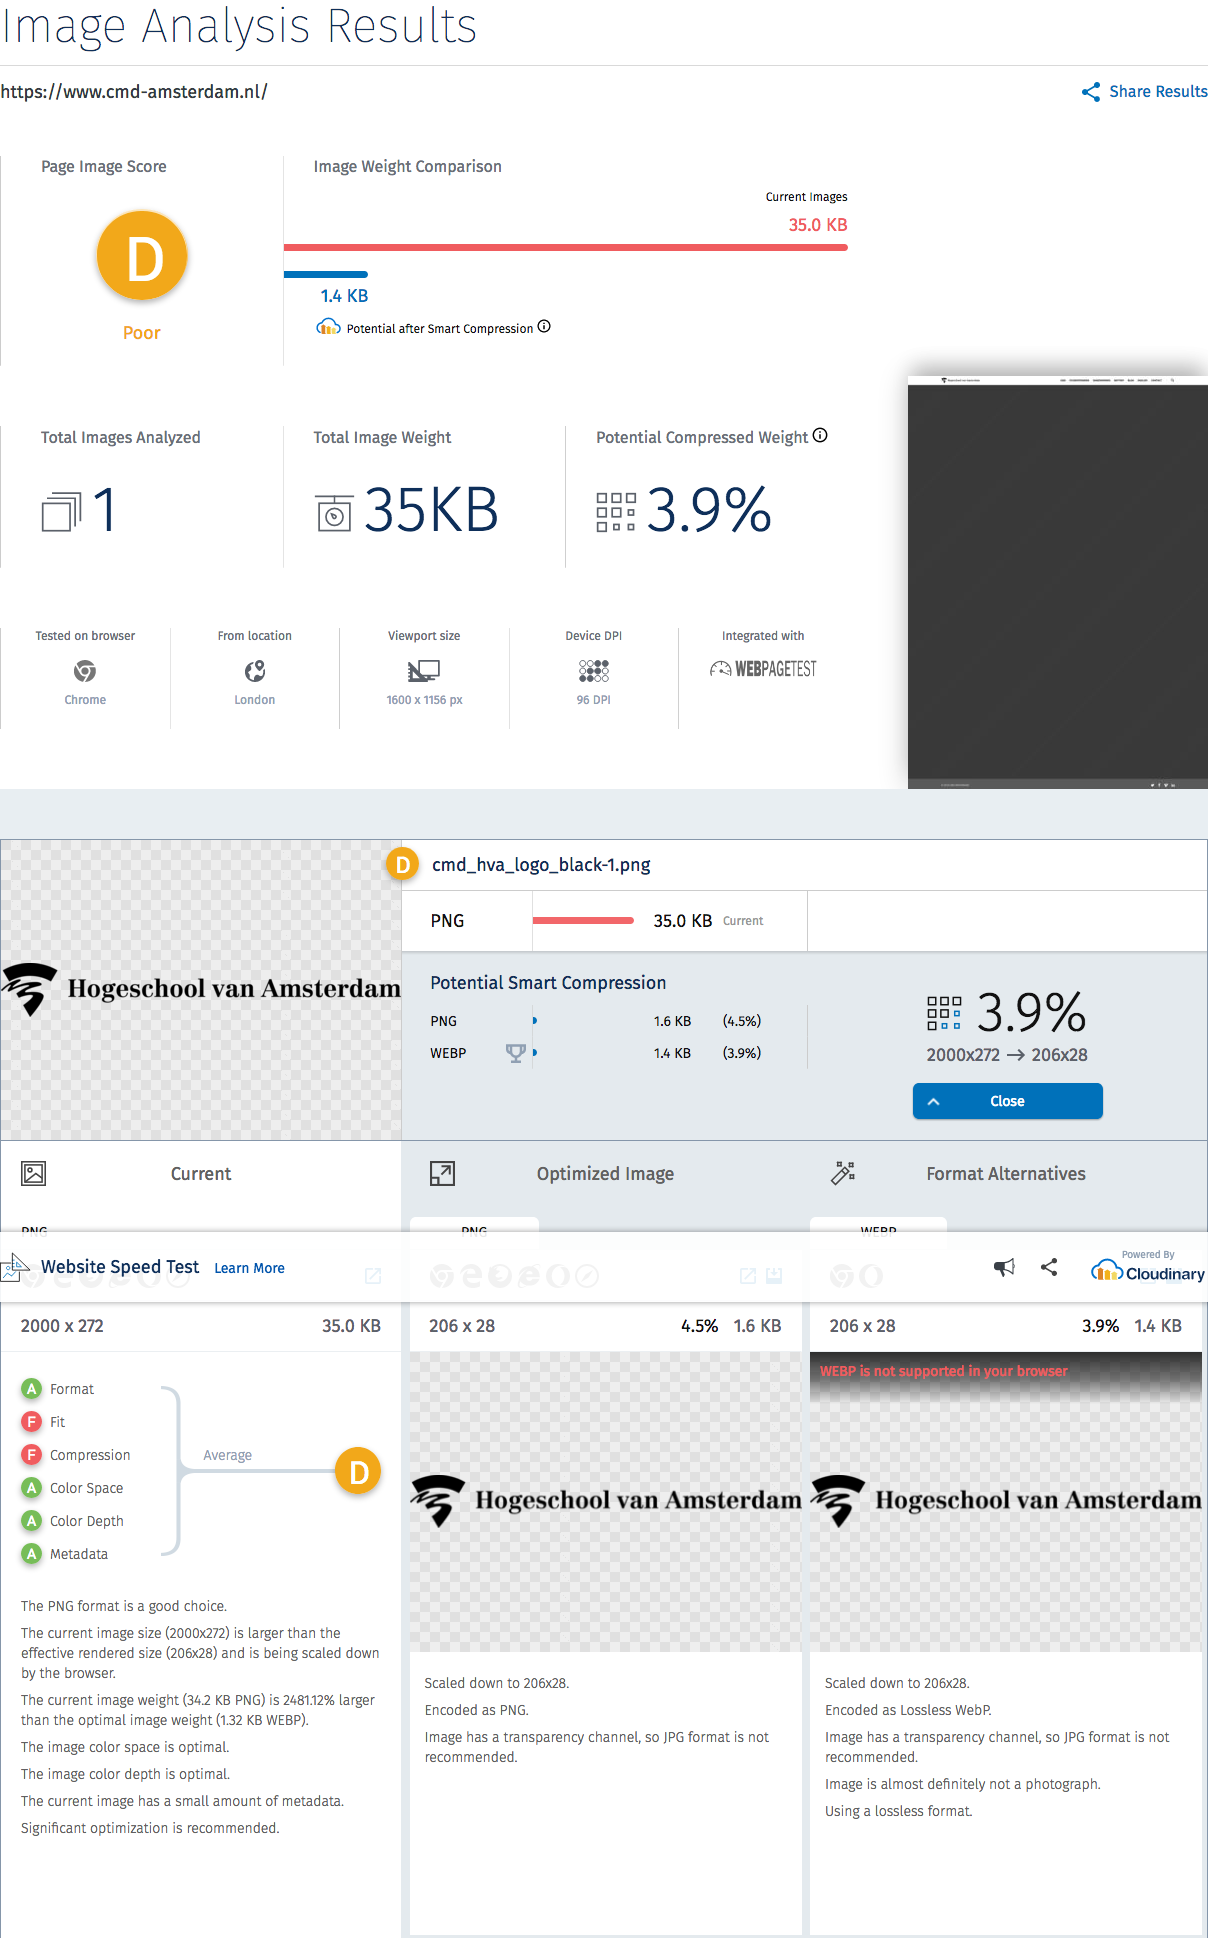 Image Analysis Results
https://www.cmd-amsterdam.nl/
Share Results
Page Image Score
D
Poor
Image Weight Comparison
Current Images
35.0 KB
1.4 KB
Potential after Smart Compression
Total Images Analyzed
1
Total Image Weight
35KB
Potential Compressed Weight
3.9%
Tested on browser
Chrome
From location
London
Viewport size
1600 x 1156 px
Device DPI
96 DPI
Integrated with
WEBPAGETEST
Hogeschool van Amsterdam
D
cmd_hva_logo_black-1.png
PNG
35.0 KB Current
Potential Smart Compression
PNG 1.6 KB (4.5%)
WEBP 1.4 KB (3.9%)
3.9%
2000x272 → 206x28
Close
Current
Optimized Image
Format Alternatives
PNG
PNG
WEBP
Website Speed Test
Learn More
Powered By
Cloudinary
2000 x 272 35.0 KB
A Format
F Fit
F Compression
A Color Space
A Color Depth
A Metadata
Average
D
The PNG format is a good choice.
The current image size (2000x272) is larger than the
effective rendered size (206x28) and is being scaled down
by the browser.
The current image weight (34.2 KB PNG) is 2481.12% larger
than the optimal image weight (1.32 KB WEBP).
The image color space is optimal.
The image color depth is optimal.
The current image has a small amount of metadata.
Significant optimization is recommended.
206 x 28 4.5% 1.6 KB
Hogeschool van Amsterdam
Scaled down to 206x28.
Encoded as PNG.
Image has a transparency channel, so JPG format is not
recommended.
206 x 28 3.9% 1.4 KB
WEBP is not supported in your browser
Hogeschool van Amsterdam
Scaled down to 206x28.
Encoded as Lossless WebP.
Image has a transparency channel, so JPG format is not
recommended.
Image is almost definitely not a photograph.
Using a lossless format.